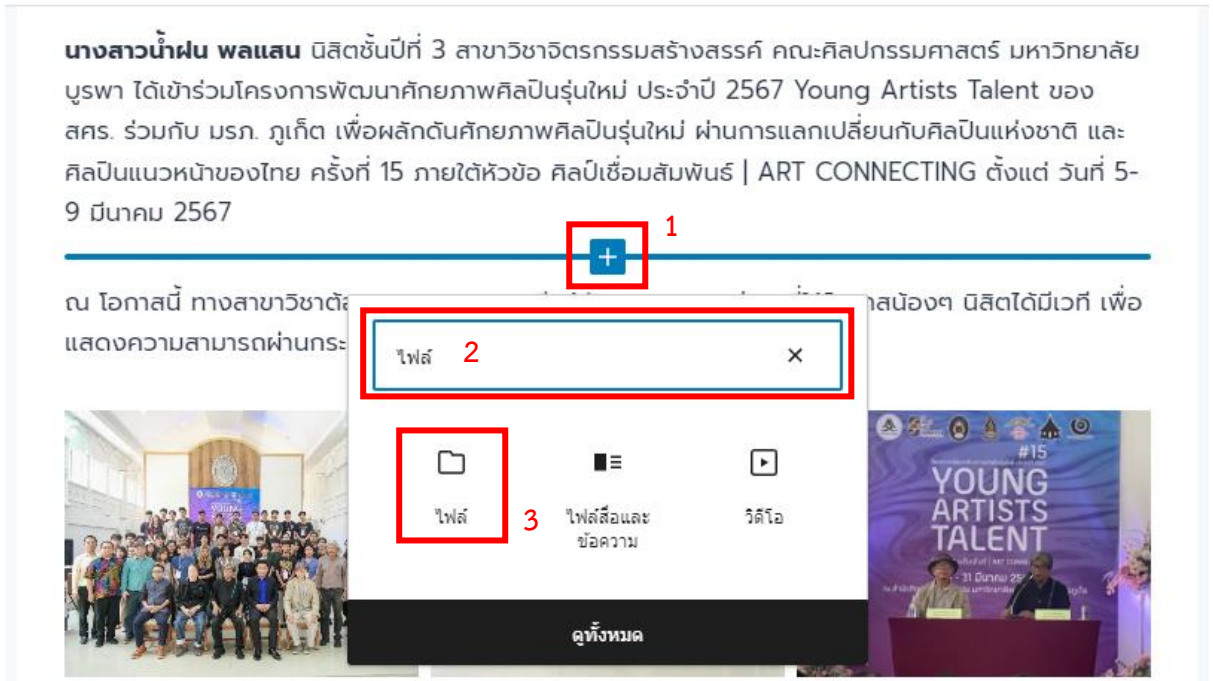 นางสาวน้ำฝน พลแสน นิสิตชั้นปีที่ 3 สาขาวิชาจิตรกรรมสร้างสรรค์ คณะศิลปกรรมศาสตร์ มหาวิทยาลัย
บูรพา ได้เข้าร่วมโครงการพัฒนาศักยภาพศิลปินรุ่นใหม่ ประจำปี 2567 Young Artists Talent ของ
สศร. ร่วมกับ มรภ. ภูเก็ต เพื่อผลักดันศักยภาพศิลปินรุ่นใหม่ ผ่านการแลกเปลี่ยนกับศิลปินแห่งชาติ และ
ศิลปินแนวหน้าของไทย ครั้งที่ 15 ภายใต้หัวข้อ ศิลป์เชื่อมสัมพันธ์ | ART CONNECTING ตั้งแต่ วันที่ 5-
9 มีนาคม 2567
1
ณ โอกาสนี้ ทางสาขาวิชาต้ น้องๆ นิสิตได้มีเวที เพื่อ
แสดงความสามารถผ่านกระ
ไฟล์ 2
ไฟล์
3
ไฟล์สื่อและ
ข้อความ
วิดีโอ
ดูทั้งหมด
#15
YOUNG
ARTISTS
TALENT